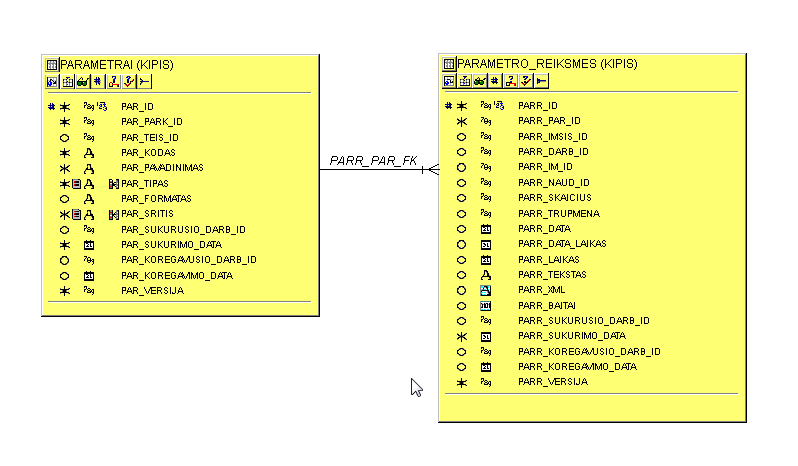 PARAMETRAI (KIPIS)
PAR_ID
PAR_PARK_ID
PAR_TEIS_ID
PAR_KODAS
PAR_PAVADINIMAS
PAR_TIPAS
PAR_FORMATAS
PAR_SRITIS
PAR_SUKURUSIO_DARB_ID
PAR_SUKURIMO_DATA
PAR_KOREGAVUSIO_DARB_ID
PAR_KOREGAVIMO_DATA
PAR_VERSIJA
PARR_PAR_FK
PARAMETRO_REIKSMES (KIPIS)
PARR_ID
PARR_PAR_ID
PARR_IMSIS_ID
PARR_DARB_ID
PARR_IM_ID
PARR_NAUD_ID
PARR_SKAICIUS
PARR_TRUPMENA
PARR_DATA
PARR_DATA_LAIKAS
PARR_LAIKAS
PARR_TEKSTAS
PARR_XML
PARR_BAITAI
PARR_SUKURUSIO_DARB_ID
PARR_SUKURIMO_DATA
PARR_KOREGAVUSIO_DARB_ID
PARR_KOREGAVIMO_DATA
PARR_VERSIJA